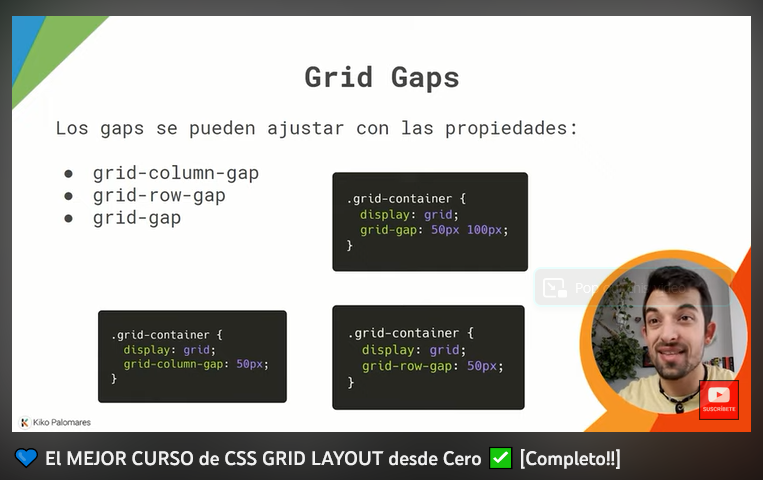 Grid Gaps
Los gaps se pueden ajustar con las propiedades:
● grid-column-gap
● grid-row-gap
● grid-gap
.grid-container {
display: grid;
grid-gap: 50px 100px;
}
.grid-container {
display: grid;
grid-column-gap: 50px;
}
.grid-container {
display: grid;
grid-row-gap: 50px;
}
Pop
SUSCRÍBETE
K Kiko Palomares
💙 El MEJOR CURSO de CSS GRID LAYOUT desde Cero ✅ [Completo!!]